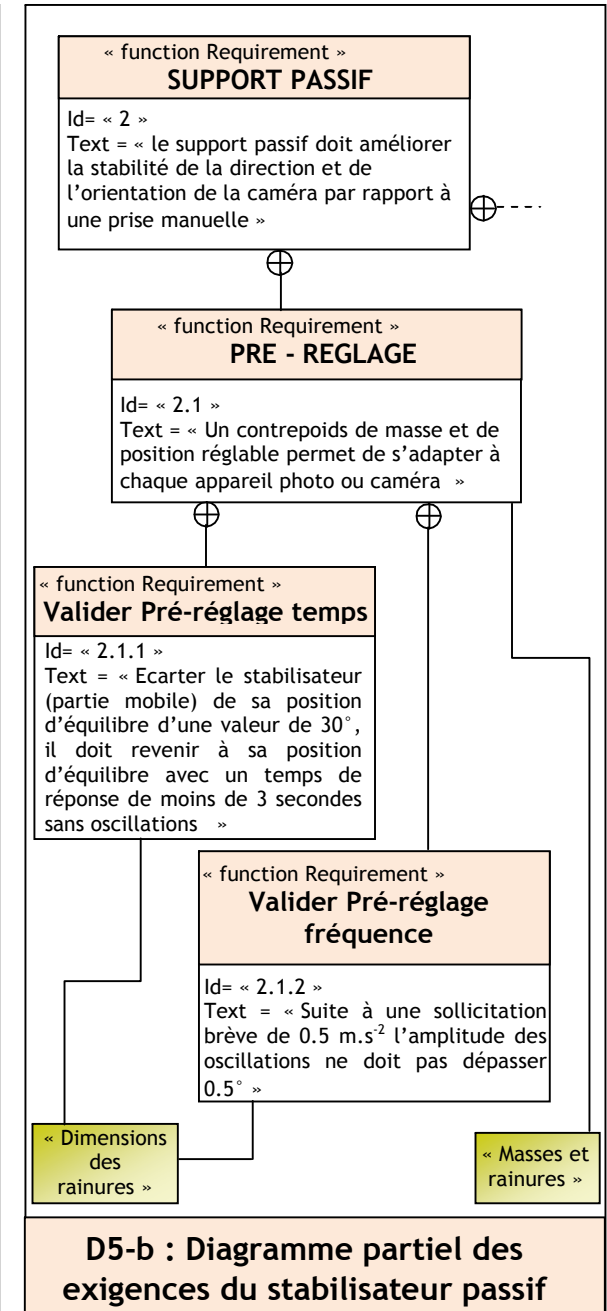 « function Requirement »
SUPPORT PASSIF
Id= « 2 »
Text = « le support passif doit améliorer
la stabilité de la direction et de
l'orientation de la caméra par rapport à
une prise manuelle »
« function Requirement »
PRE - REGLAGE
Id= « 2.1 »
Text = « Un contrepoids de masse et de
position réglable permet de s'adapter à
chaque appareil photo ou caméra »
« function Requirement »
Valider Pré-réglage temps
Id= « 2.1.1 »
Text = « Ecarter le stabilisateur
(partie mobile) de sa position
d'équilibre d'une valeur de 30°,
il doit revenir à sa position
d'équilibre avec un temps de
réponse de moins de 3 secondes
sans oscillations »
« function Requirement »
Valider Pré-réglage
fréquence
Id= « 2.1.2 »
Text = « Suite à une sollicitation
brève de 0.5 m.s-2 l'amplitude des
oscillations ne doit pas dépasser
0.5° »
« Dimensions
des
rainures »
« Masses et
rainures »
D5-b : Diagramme partiel des
exigences du stabilisateur passif